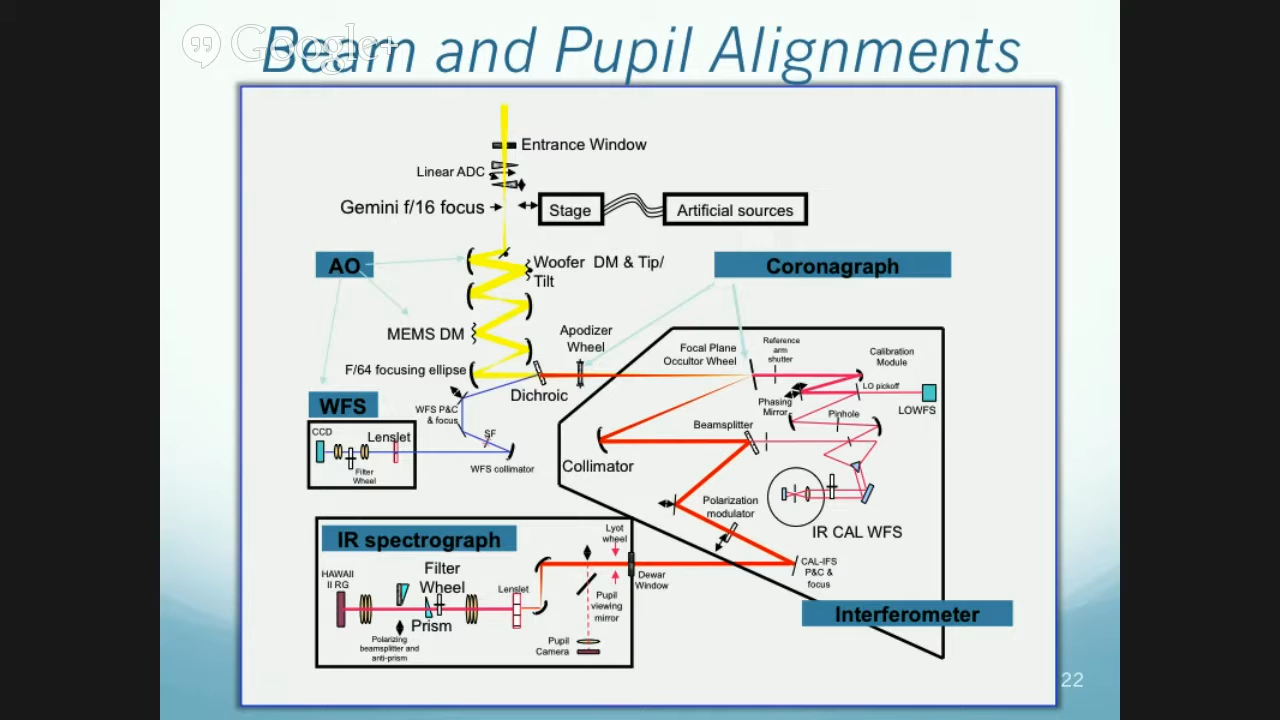 Google+
Beam and Pupil Alignments
Entrance Window
Linear ADC
Gemini f/16 focus
Stage
Artificial sources
AO
Woofer DM & Tip/
Tilt
Coronagraph
MEMS DM
Apodizer
Wheel
Focal Plane
Occultor Wheel
Reference
arm
shutter
Calibration
Module
F/64 focusing ellipse
Dichroic
LO pickoff
LOWFS
WFS
WFS P&C
& focus
Phasing
Mirror
Pinhole
CCD
Lenslet
SF
Beamsplitter
Filter
Wheel
WFS collimator
Collimator
Polarization
modulator
IR CAL WFS
IR spectrograph
Lyot
wheel
HAWAII
II RG
Filter
Wheel
Lenslet
Dewar
Window
CAL-IFS
P&C &
focus
Pupil
viewing
mirror
Prism
Polarizing
beamsplitter and
anti-prism
Pupil
Camera
Interferometer
22